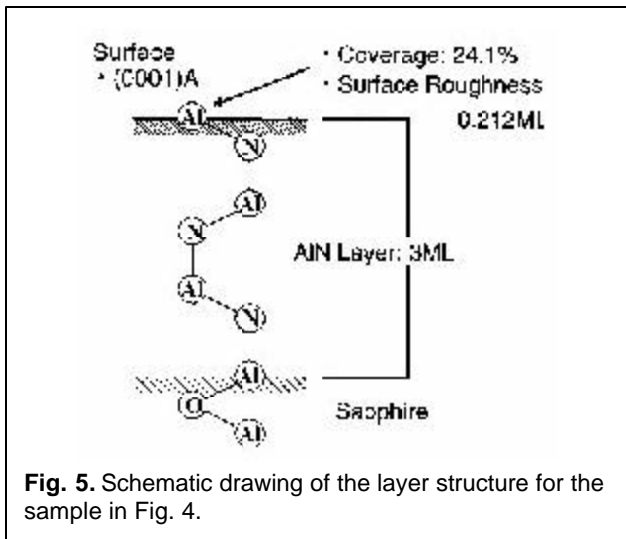 Surface
• (0001)A
• Coverage: 24.1%
• Surface Roughness
0.212ML
Al
N
Al
N
AlN Layer: 3ML
Al
N
Al
O
Sapphire
Al
Fig. 5. Schematic drawing of the layer structure for the
sample in Fig. 4.